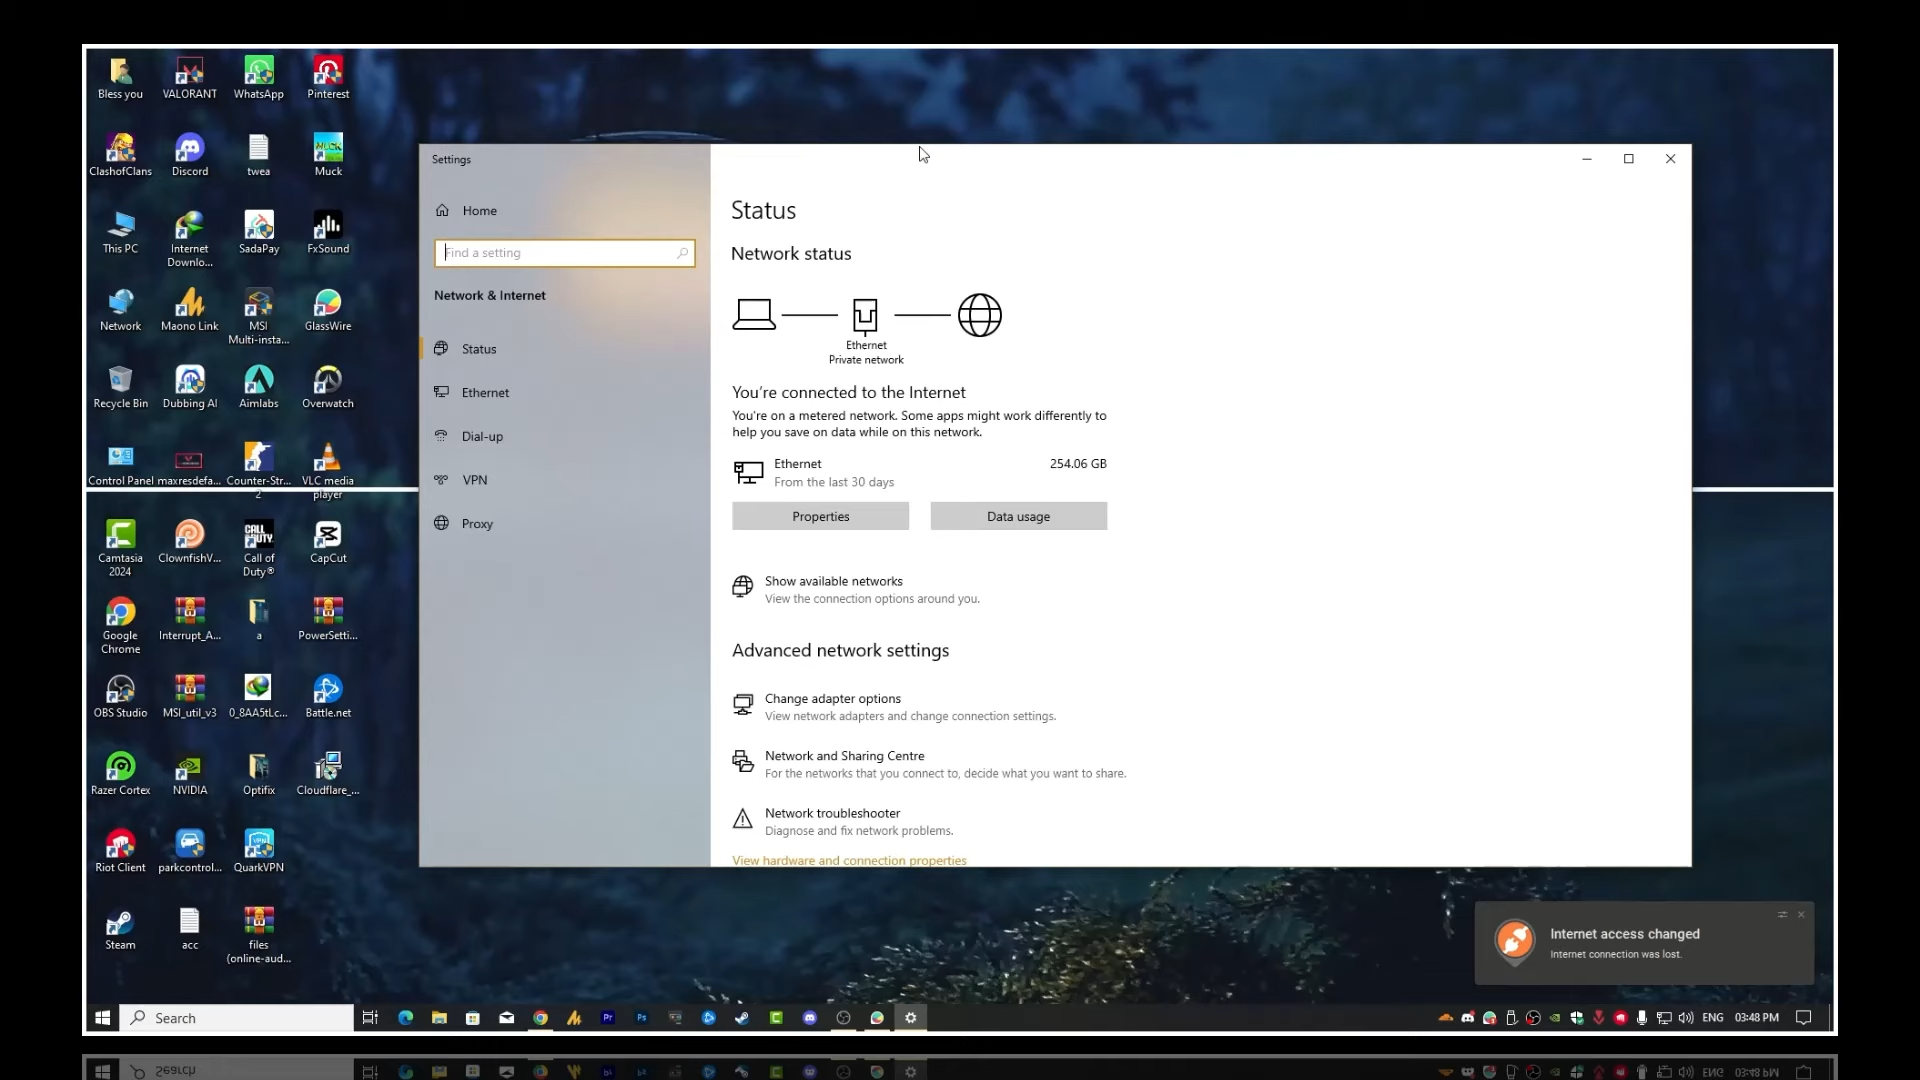 Bless you
VALORANT
WhatsApp
Pinterest
ClashofClans
Discord
twea
Muck
This PC
Internet
Downlo...
SadaPay
FxSound
Network
Maono Link
MSI
Multi-insta...
GlassWire
Recycle Bin
Dubbing AI
Aimlabs
Overwatch
Control Panel
maxresdefa...
Counter-Str...
2
VLC media
player
Camtasia
2024
ClownfishV...
Call of
Duty®
CapCut
Google
Chrome
Interrupt_A...
a
PowerSetti...
OBS Studio
MSI_util_v3
0_8AA5tLc...
Battle.net
Razer Cortex
NVIDIA
Optifix
Cloudflare_...
Riot Client
parkcontrol...
QuarkVPN
Steam
acc
files
(online-aud...
Settings
Home
Find a setting
Network & Internet
Status
Ethernet
Dial-up
VPN
Proxy
Status
Network status
Ethernet
Private network
You're connected to the Internet
You're on a metered network. Some apps might work differently to
help you save on data while on this network.
Ethernet
254.06 GB
From the last 30 days
Properties
Data usage
Show available networks
View the connection options around you.
Advanced network settings
Change adapter options
View network adapters and change connection settings.
Network and Sharing Centre
For the networks that you connect to, decide what you want to share.
Network troubleshooter
Diagnose and fix network problems.
View hardware and connection properties
Internet access changed
Internet connection was lost.
Search
ENG
03:48 PM